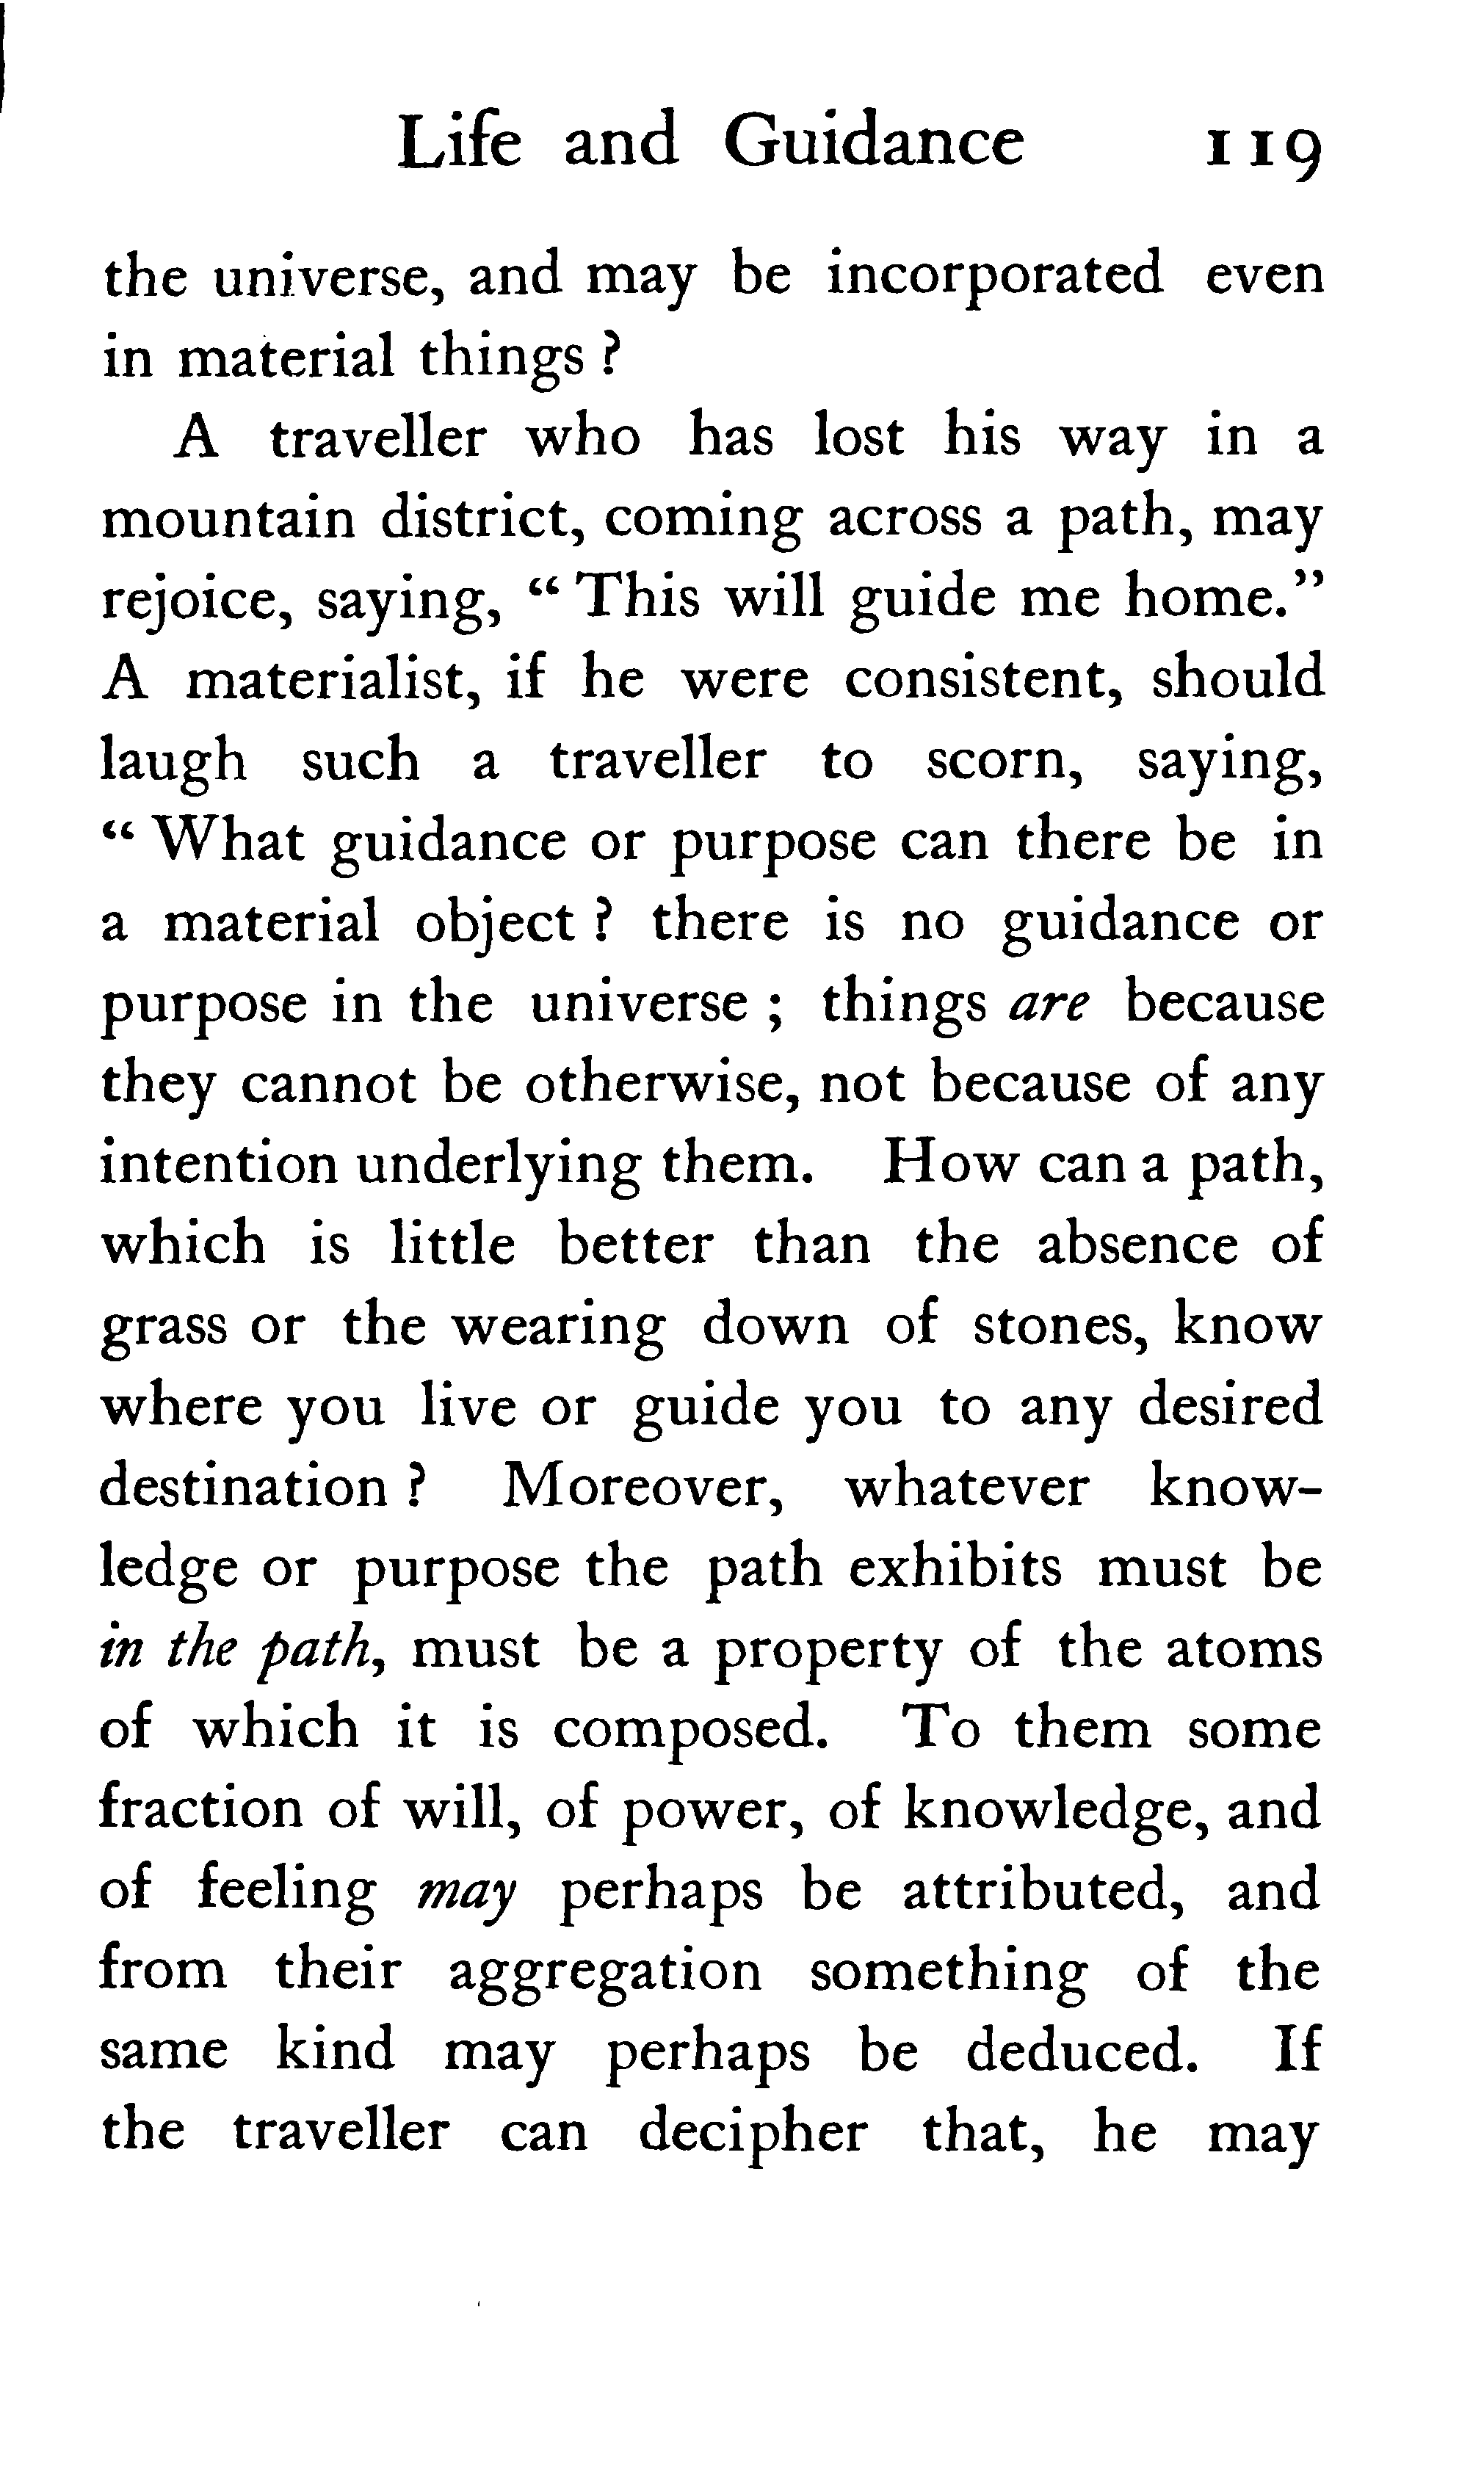 Life and Guidance 119
the universe, and may be incorporated even
in material things ?
A traveller who has lost his way in a
mountain district, coming across a path, may
rejoice, saying, “ This will guide me home.”
A materialist, if he were consistent, should
laugh such a traveller to scorn, saying,
“ What guidance or purpose can there be in
a material object ? there is no guidance or
purpose in the universe ; things are because
they cannot be otherwise, not because of any
intention underlying them. How can a path,
which is little better than the absence of
grass or the wearing down of stones, know
where you live or guide you to any desired
destination ? Moreover, whatever know-
ledge or purpose the path exhibits must be
in the path, must be a property of the atoms
of which it is composed. To them some
fraction of will, of power, of knowledge, and
of feeling may perhaps be attributed, and
from their aggregation something of the
same kind may perhaps be deduced. If
the traveller can decipher that, he may